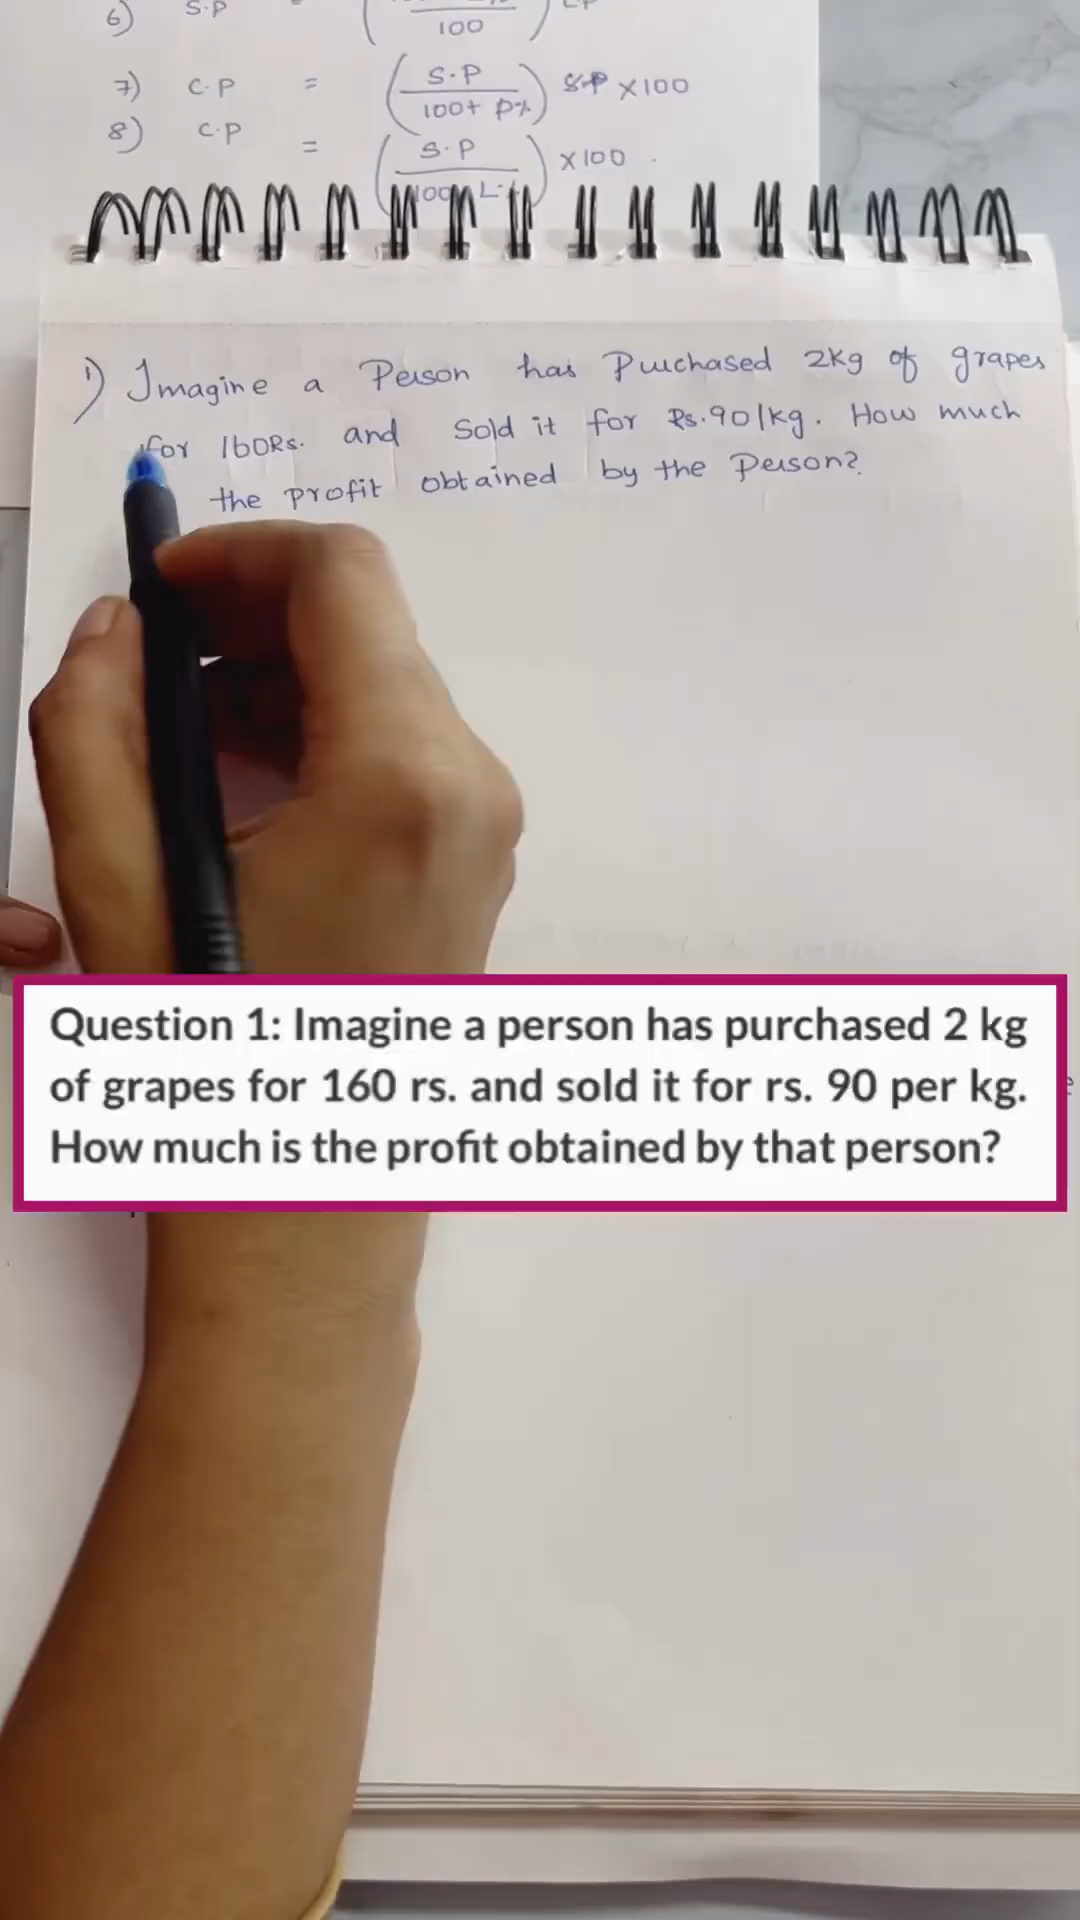 6) S.P
100
7) C.P = (S.P / 100+ P%) S.P ×100
8) C.P = (S.P / 100 L) ×100
1) Imagine a Person has Purchased 2kg of grapes
for 160Rs. and Sold it for Rs.90/kg. How much
the profit obtained by the Person?
Question 1: Imagine a person has purchased 2 kg
of grapes for 160 rs. and sold it for rs. 90 per kg.
How much is the profit obtained by that person?